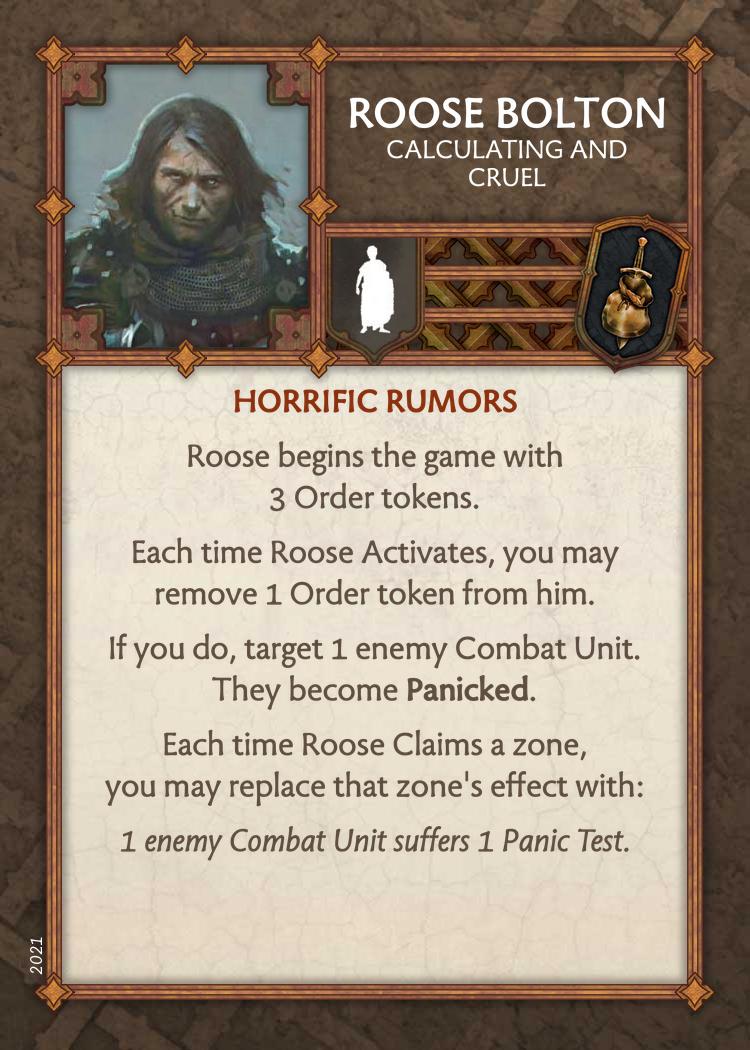 ROOSE BOLTON
CALCULATING AND
CRUEL
HORRIFIC RUMORS
Roose begins the game with
3 Order tokens.
Each time Roose Activates, you may
remove 1 Order token from him.
If you do, target 1 enemy Combat Unit.
They become Panicked.
Each time Roose Claims a zone,
you may replace that zone's effect with:
1 enemy Combat Unit suffers 1 Panic Test.
2021